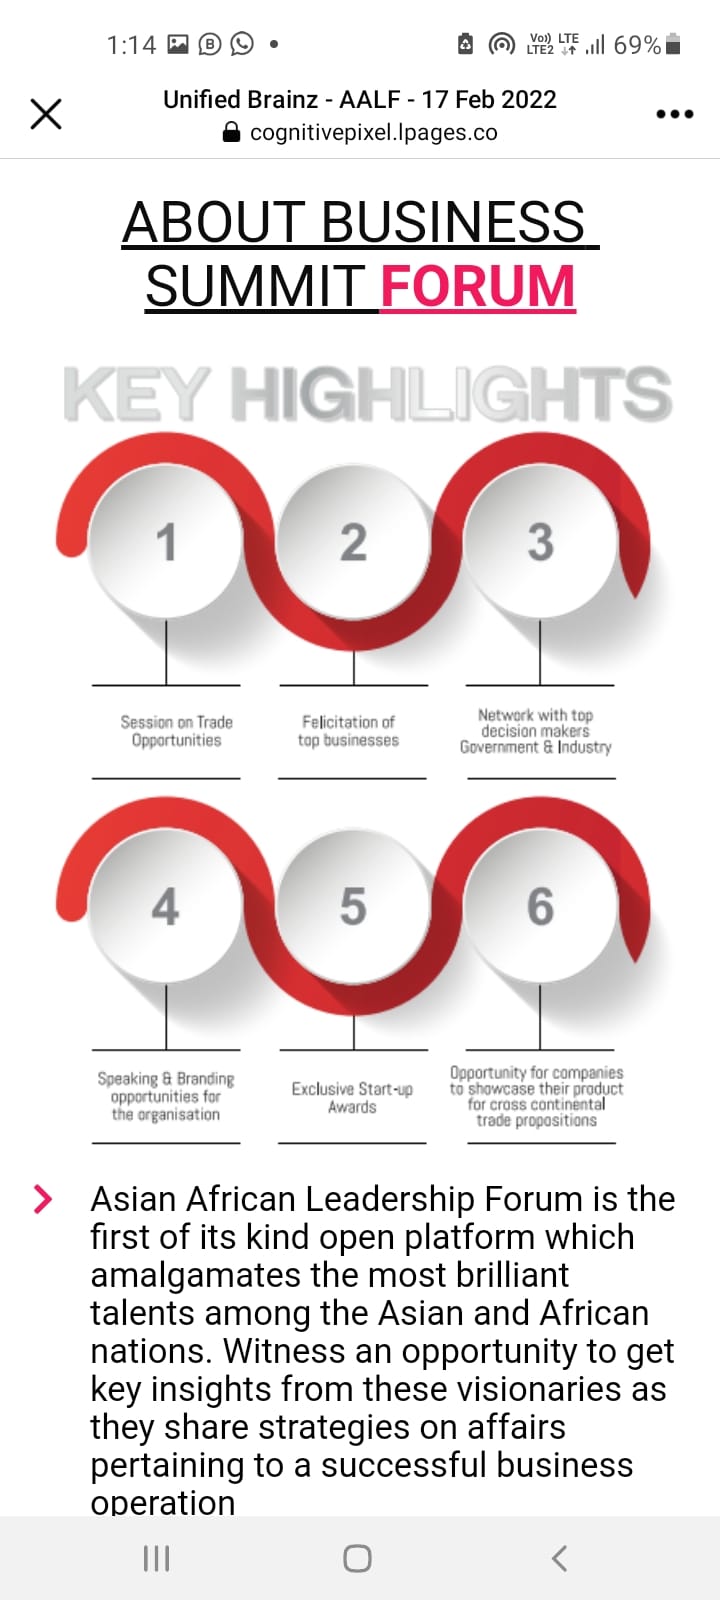 1:14
Vo)) LTE
LTE2
69%
Unified Brainz - AALF - 17 Feb 2022
cognitivepixel.lpages.co
ABOUT BUSINESS
SUMMIT FORUM
KEY HIGHLIGHTS
1
2
3
Session on Trade
Opportunities
Felicitation of
top businesses
Network with top
decision makers
Government & Industry
4
5
6
Speaking & Branding
opportunities for
the organisation
Exclusive Start-up
Awards
Opportunity for companies
to showcase their product
for cross continental
trade propositions
Asian African Leadership Forum is the
first of its kind open platform which
amalgamates the most brilliant
talents among the Asian and African
nations. Witness an opportunity to get
key insights from these visionaries as
they share strategies on affairs
pertaining to a successful business
operation